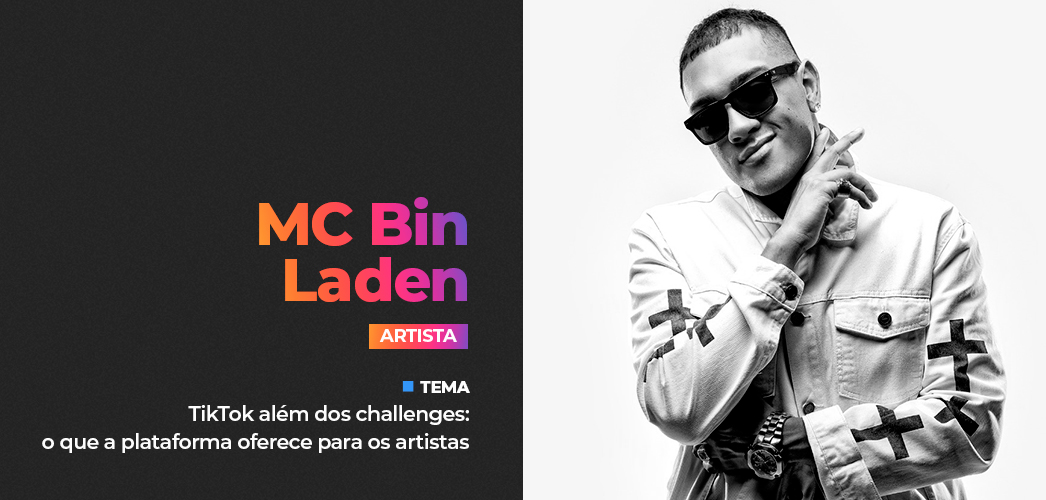 MC Bin
Laden
ARTISTA
TEMA
TikTok além dos challenges:
o que a plataforma oferece para os artistas